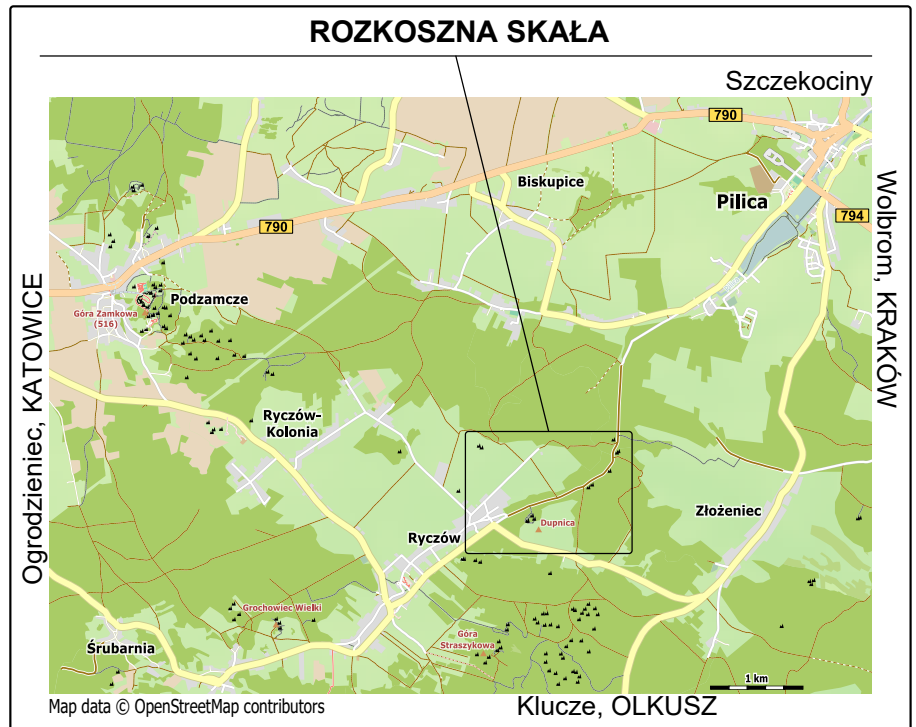 ROZKOSZNA SKAŁA
Szczekociny
790
Biskupice
Pilica
790
794
Wolbrom, KRAKÓW
Ogrodzieniec, KATOWICE
Podzamcze
Góra Zamkowa
(516)
Ryczów-
Kolonia
Złożeniec
Dupnica
Ryczów
Grochowiec Wielki
Góra
Straszykowa
Śrubarnia
1 km
Map data © OpenStreetMap contributors
Klucze, OLKUSZ